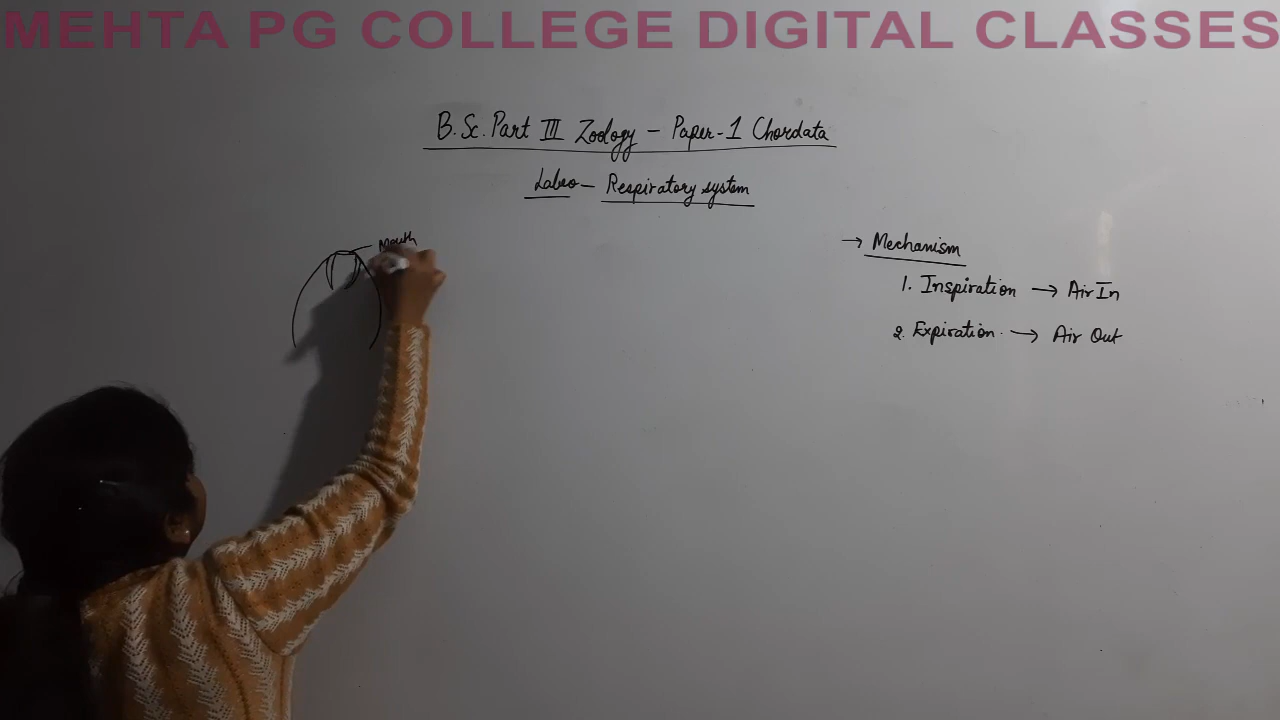 MEHTA PG COLLEGE DIGITAL CLASSES
B.Sc. Part III Zoology - Paper-1 Chordata
Labeo - Respiratory system
Mouth
→ Mechanism
1. Inspiration → Air In
2. Expiration → Air Out